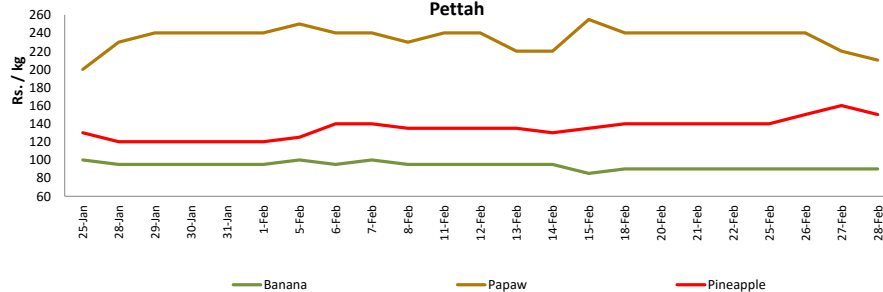 Pettah
Rs. / kg
260
240
220
200
180
160
140
120
100
80
60
25-Jan
28-Jan
29-Jan
30-Jan
31-Jan
1-Feb
5-Feb
6-Feb
7-Feb
8-Feb
11-Feb
12-Feb
13-Feb
14-Feb
15-Feb
18-Feb
20-Feb
21-Feb
22-Feb
25-Feb
26-Feb
27-Feb
28-Feb
Banana
Papaw
Pineapple